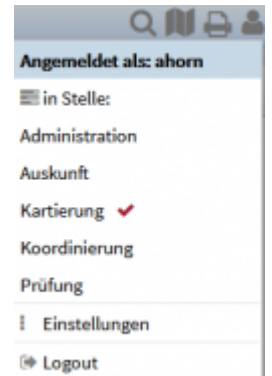 Angemeldet als: ahorn
in Stelle:
Administration
Auskunft
Kartierung
Koordinierung
Prüfung
Einstellungen
Logout